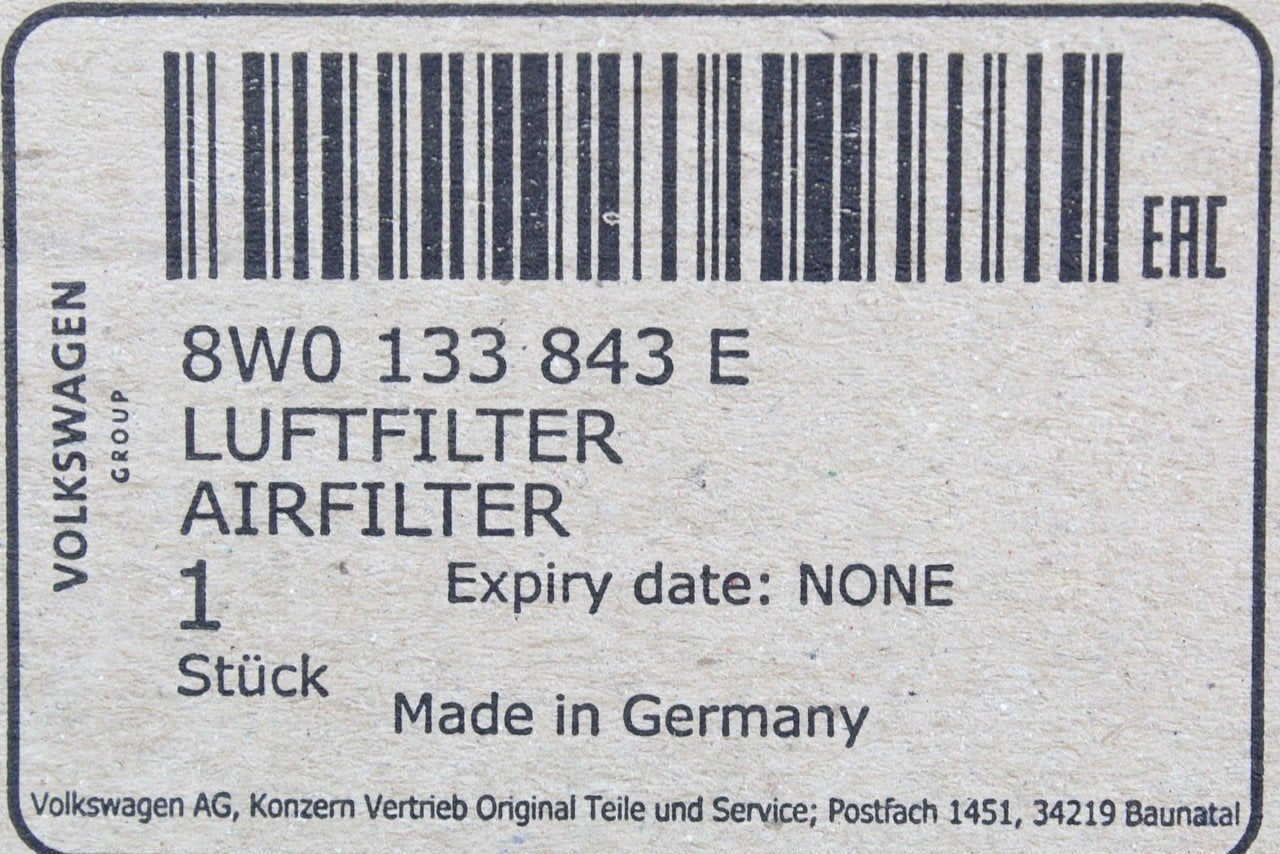 EAC
VOLKSWAGEN
GROUP
8W0 133 843 E
LUFTFILTER
AIRFILTER
1
Expiry date: NONE
Stück
Made in Germany
Volkswagen AG, Konzern Vertrieb Original Teile und Service; Postfach 1451, 34219 Baunatal